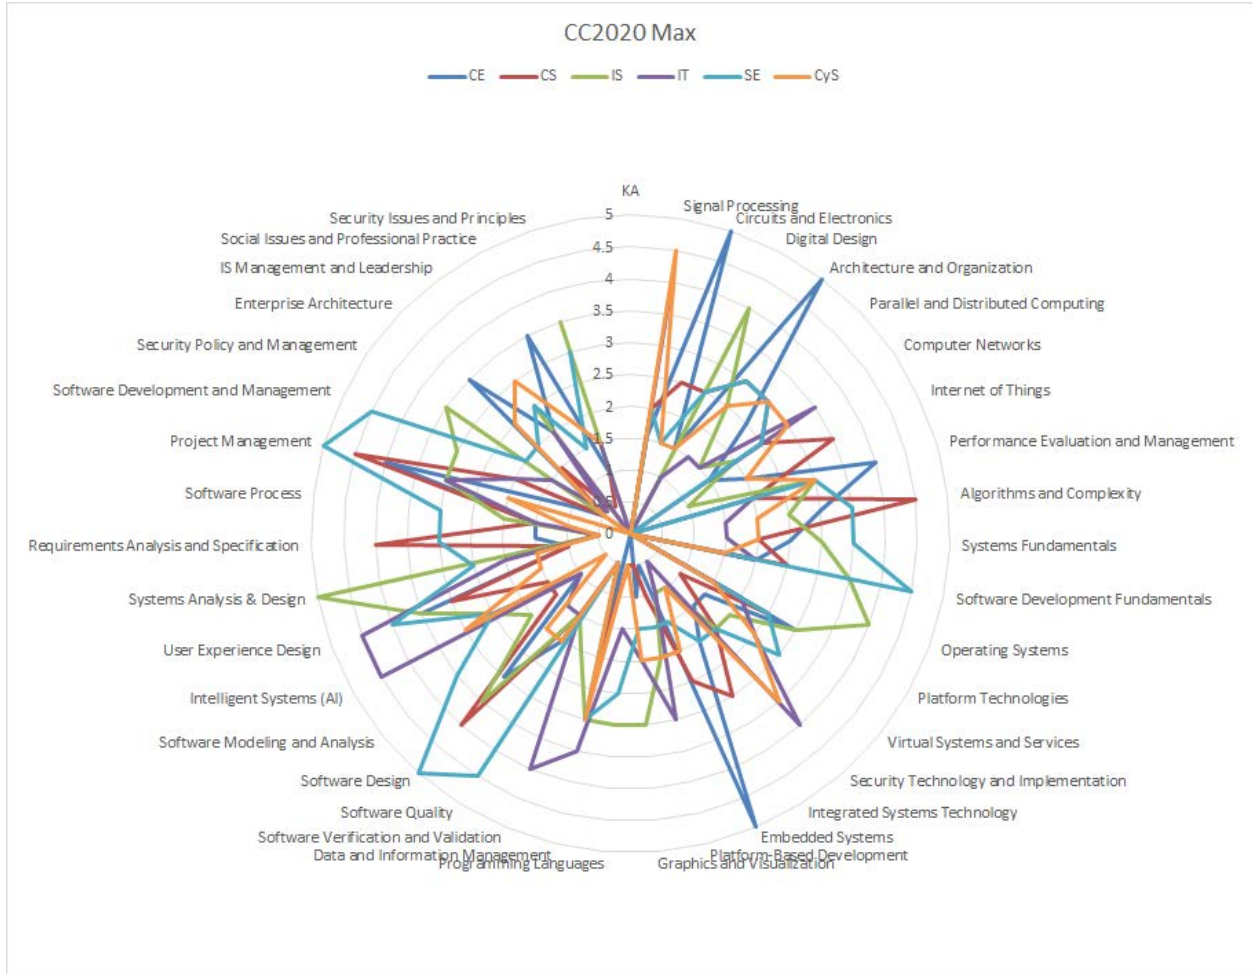 CC2020 Max
CE CS IS IT SE CyS
KA
Signal Processing
Circuits and Electronics
Digital Design
Architecture and Organization
Parallel and Distributed Computing
Computer Networks
Internet of Things
Performance Evaluation and Management
Algorithms and Complexity
Systems Fundamentals
Software Development Fundamentals
Operating Systems
Platform Technologies
Virtual Systems and Services
Security Technology and Implementation
Integrated Systems Technology
Embedded Systems
Platform-Based Development
Graphics and Visualization
Programming Languages
Data and Information Management
Software Verification and Validation
Software Quality
Software Design
Software Modeling and Analysis
Intelligent Systems (AI)
User Experience Design
Systems Analysis & Design
Requirements Analysis and Specification
Software Process
Project Management
Software Development and Management
Security Policy and Management
Enterprise Architecture
IS Management and Leadership
Social Issues and Professional Practice
Security Issues and Principles
5
4.5
4
3.5
3
2.5
2
1.5
1
0.5
0